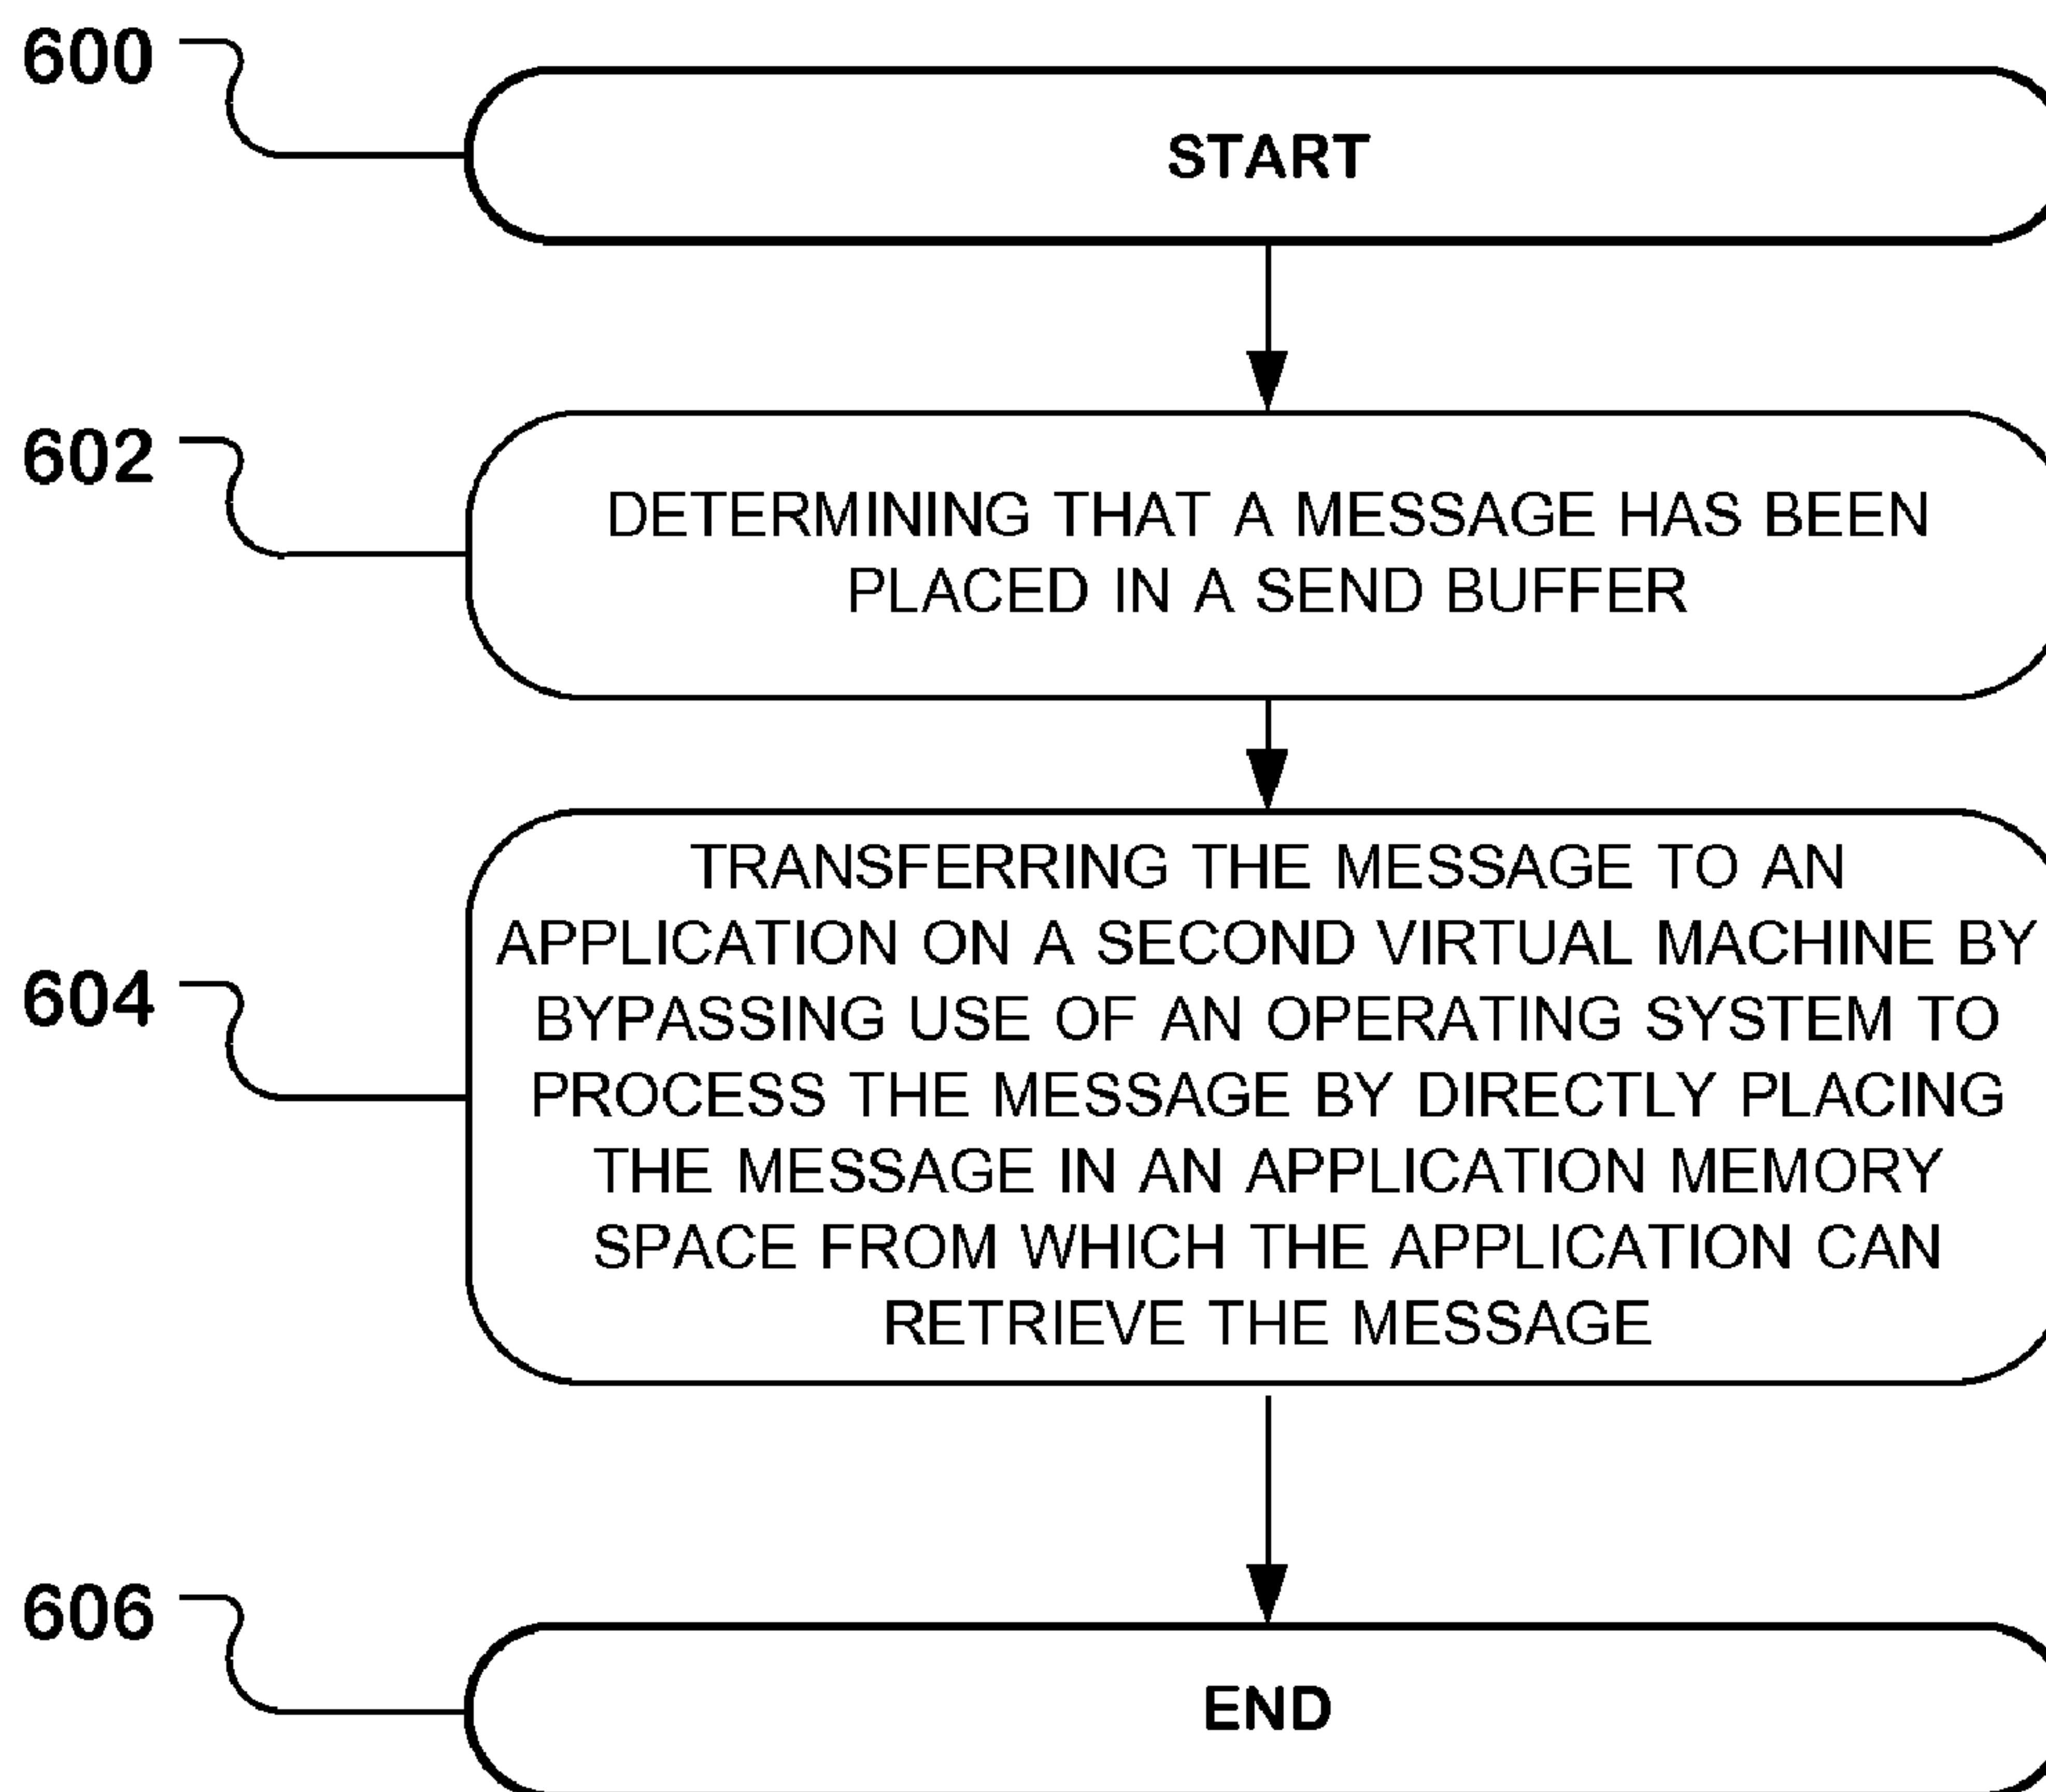 600
START
602
DETERMINING THAT A MESSAGE HAS BEEN
PLACED IN A SEND BUFFER
604
TRANSFERRING THE MESSAGE TO AN
APPLICATION ON A SECOND VIRTUAL MACHINE BY
BYPASSING USE OF AN OPERATING SYSTEM TO
PROCESS THE MESSAGE BY DIRECTLY PLACING
THE MESSAGE IN AN APPLICATION MEMORY
SPACE FROM WHICH THE APPLICATION CAN
RETRIEVE THE MESSAGE
606
END